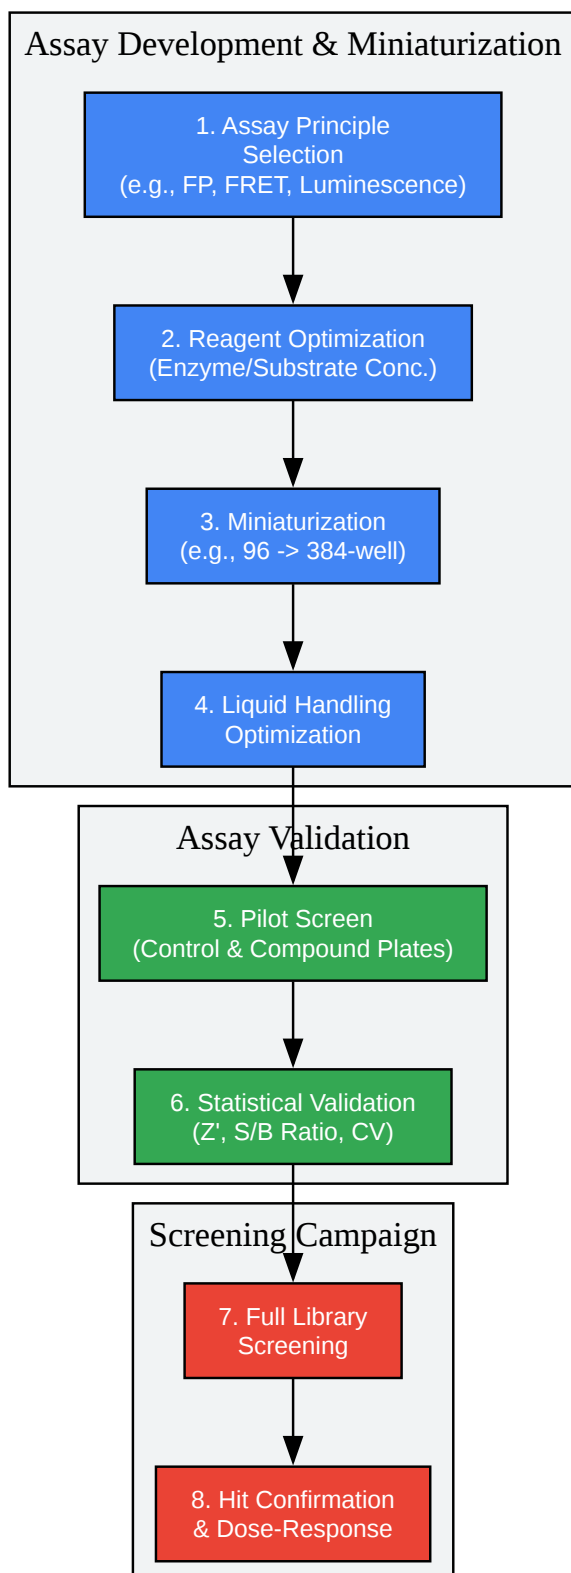 Assay Development & Miniaturization
1. Assay Principle
Selection
(e.g., FP, FRET, Luminescence)
2. Reagent Optimization
(Enzyme/Substrate Conc.)
3. Miniaturization
(e.g., 96 -> 384-well)
4. Liquid Handling
Optimization
Assay Validation
5. Pilot Screen
(Control & Compound Plates)
6. Statistical Validation
(Z', S/B Ratio, CV)
Screening Campaign
7. Full Library
Screening
8. Hit Confirmation
& Dose-Response